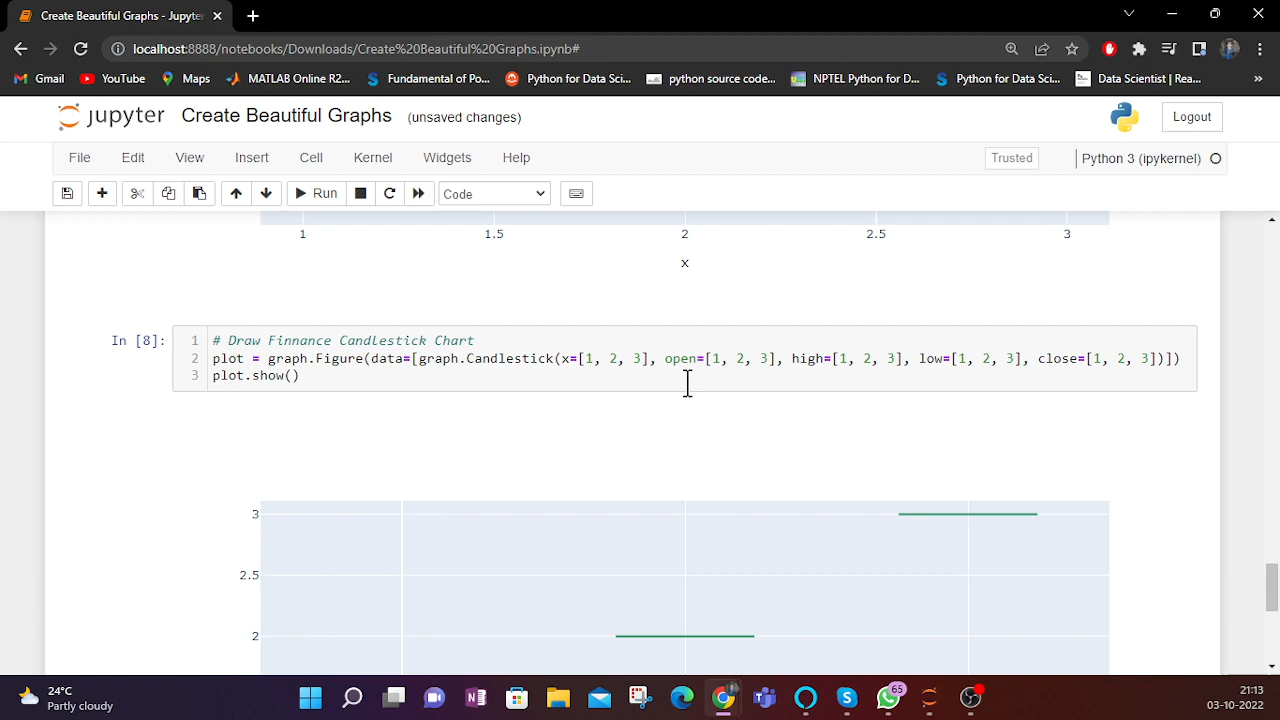 Create Beautiful Graphs - Jupyter
localhost:8888/notebooks/Downloads/Create%20Beautiful%20Graphs.ipynb#
Gmail YouTube Maps MATLAB Online R2... Fundamental of Po... Python for Data Sci... python source code... NPTEL Python for D... Python for Data Sci... Data Scientist | Rea... »
jupyter Create Beautiful Graphs (unsaved changes) Logout
File Edit View Insert Cell Kernel Widgets Help Trusted Python 3 (ipykernel)
Run Code
1 1.5 2 2.5 3
x
In [8]: 1 # Draw Finnance Candlestick Chart
2 plot = graph.Figure(data=[graph.Candlestick(x=[1, 2, 3], open=[1, 2, 3], high=[1, 2, 3], low=[1, 2, 3], close=[1, 2, 3])])
3 plot.show()
3
2.5
2
24°C
Partly cloudy
65
21:13
03-10-2022